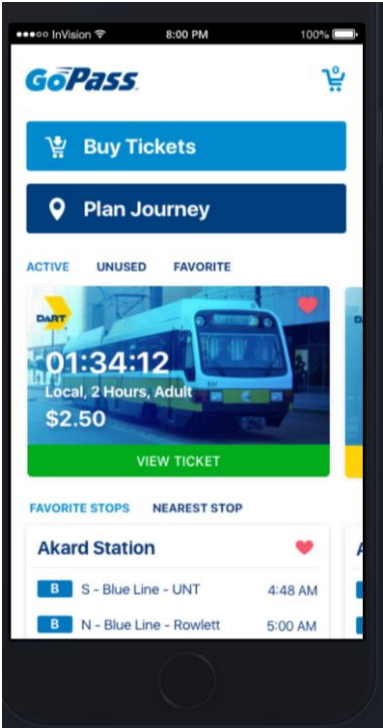 InVision 8:00 PM 100%
GoPass
0
Buy Tickets
Plan Journey
ACTIVE UNUSED FAVORITE
DART
01:34:12
Local, 2 Hours, Adult
$2.50
VIEW TICKET
FAVORITE STOPS NEAREST STOP
Akard Station
B S - Blue Line - UNT 4:48 AM
B N - Blue Line - Rowlett 5:00 AM